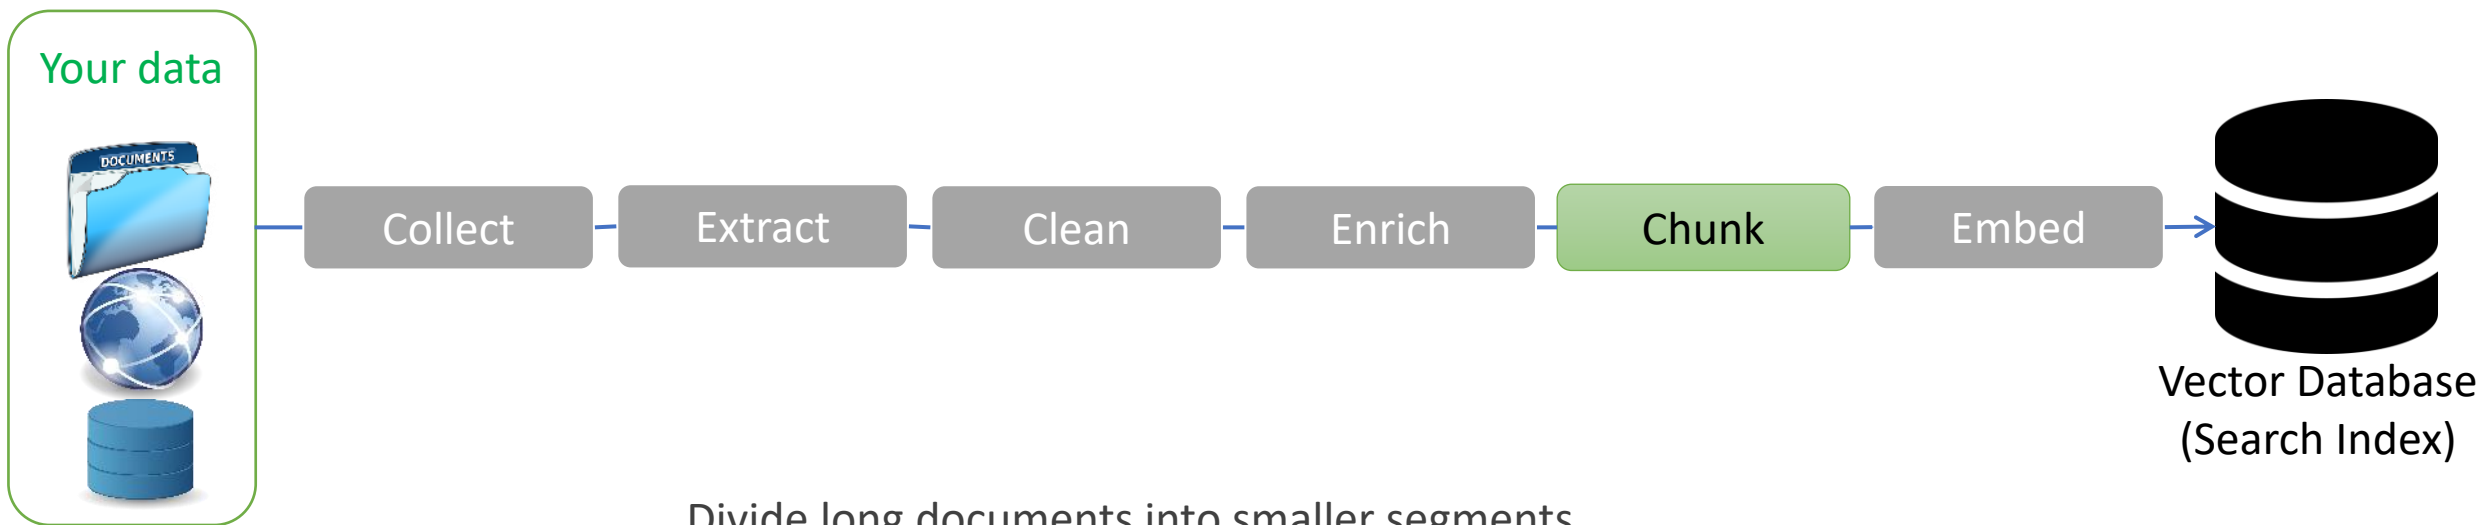 Your data
DOCUMENTS
Collect
Extract
Clean
Enrich
Chunk
Embed
Vector Database
(Search Index)
Divide long documents into smaller segments